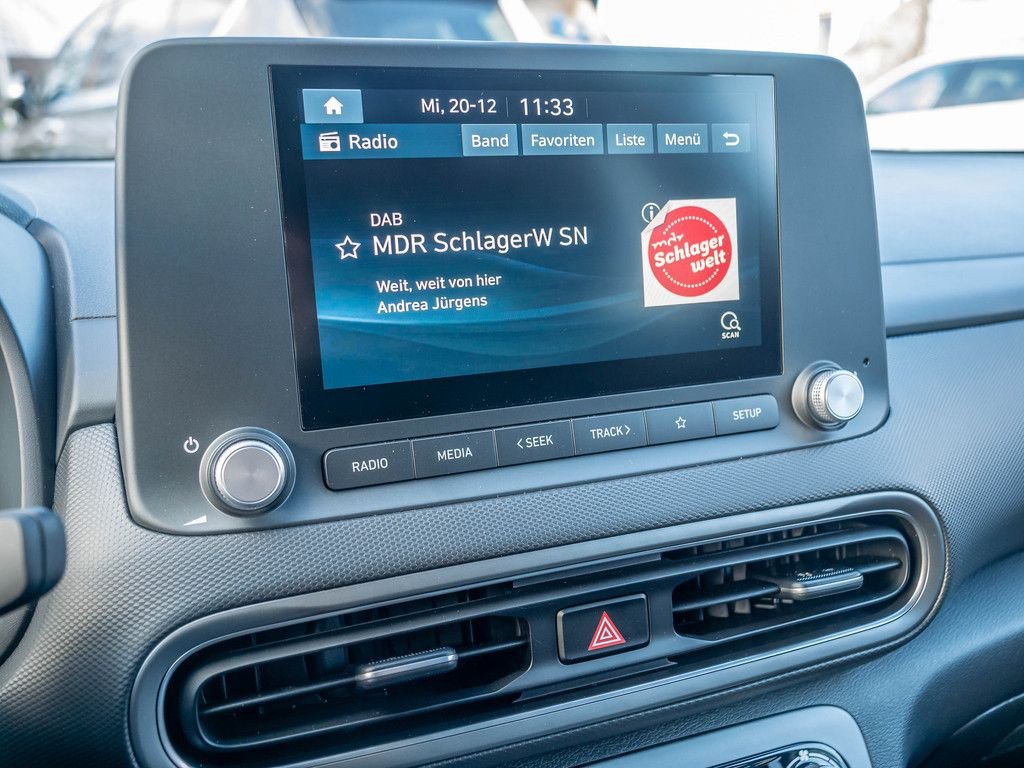 Mi, 20-12 11:33
Radio Band Favoriten Liste Menü
DAB
MDR SchlagerW SN
Weit, weit von hier
Andrea Jürgens
mdr
Schlager
welt
SCAN
RADIO MEDIA < SEEK TRACK > SETUP